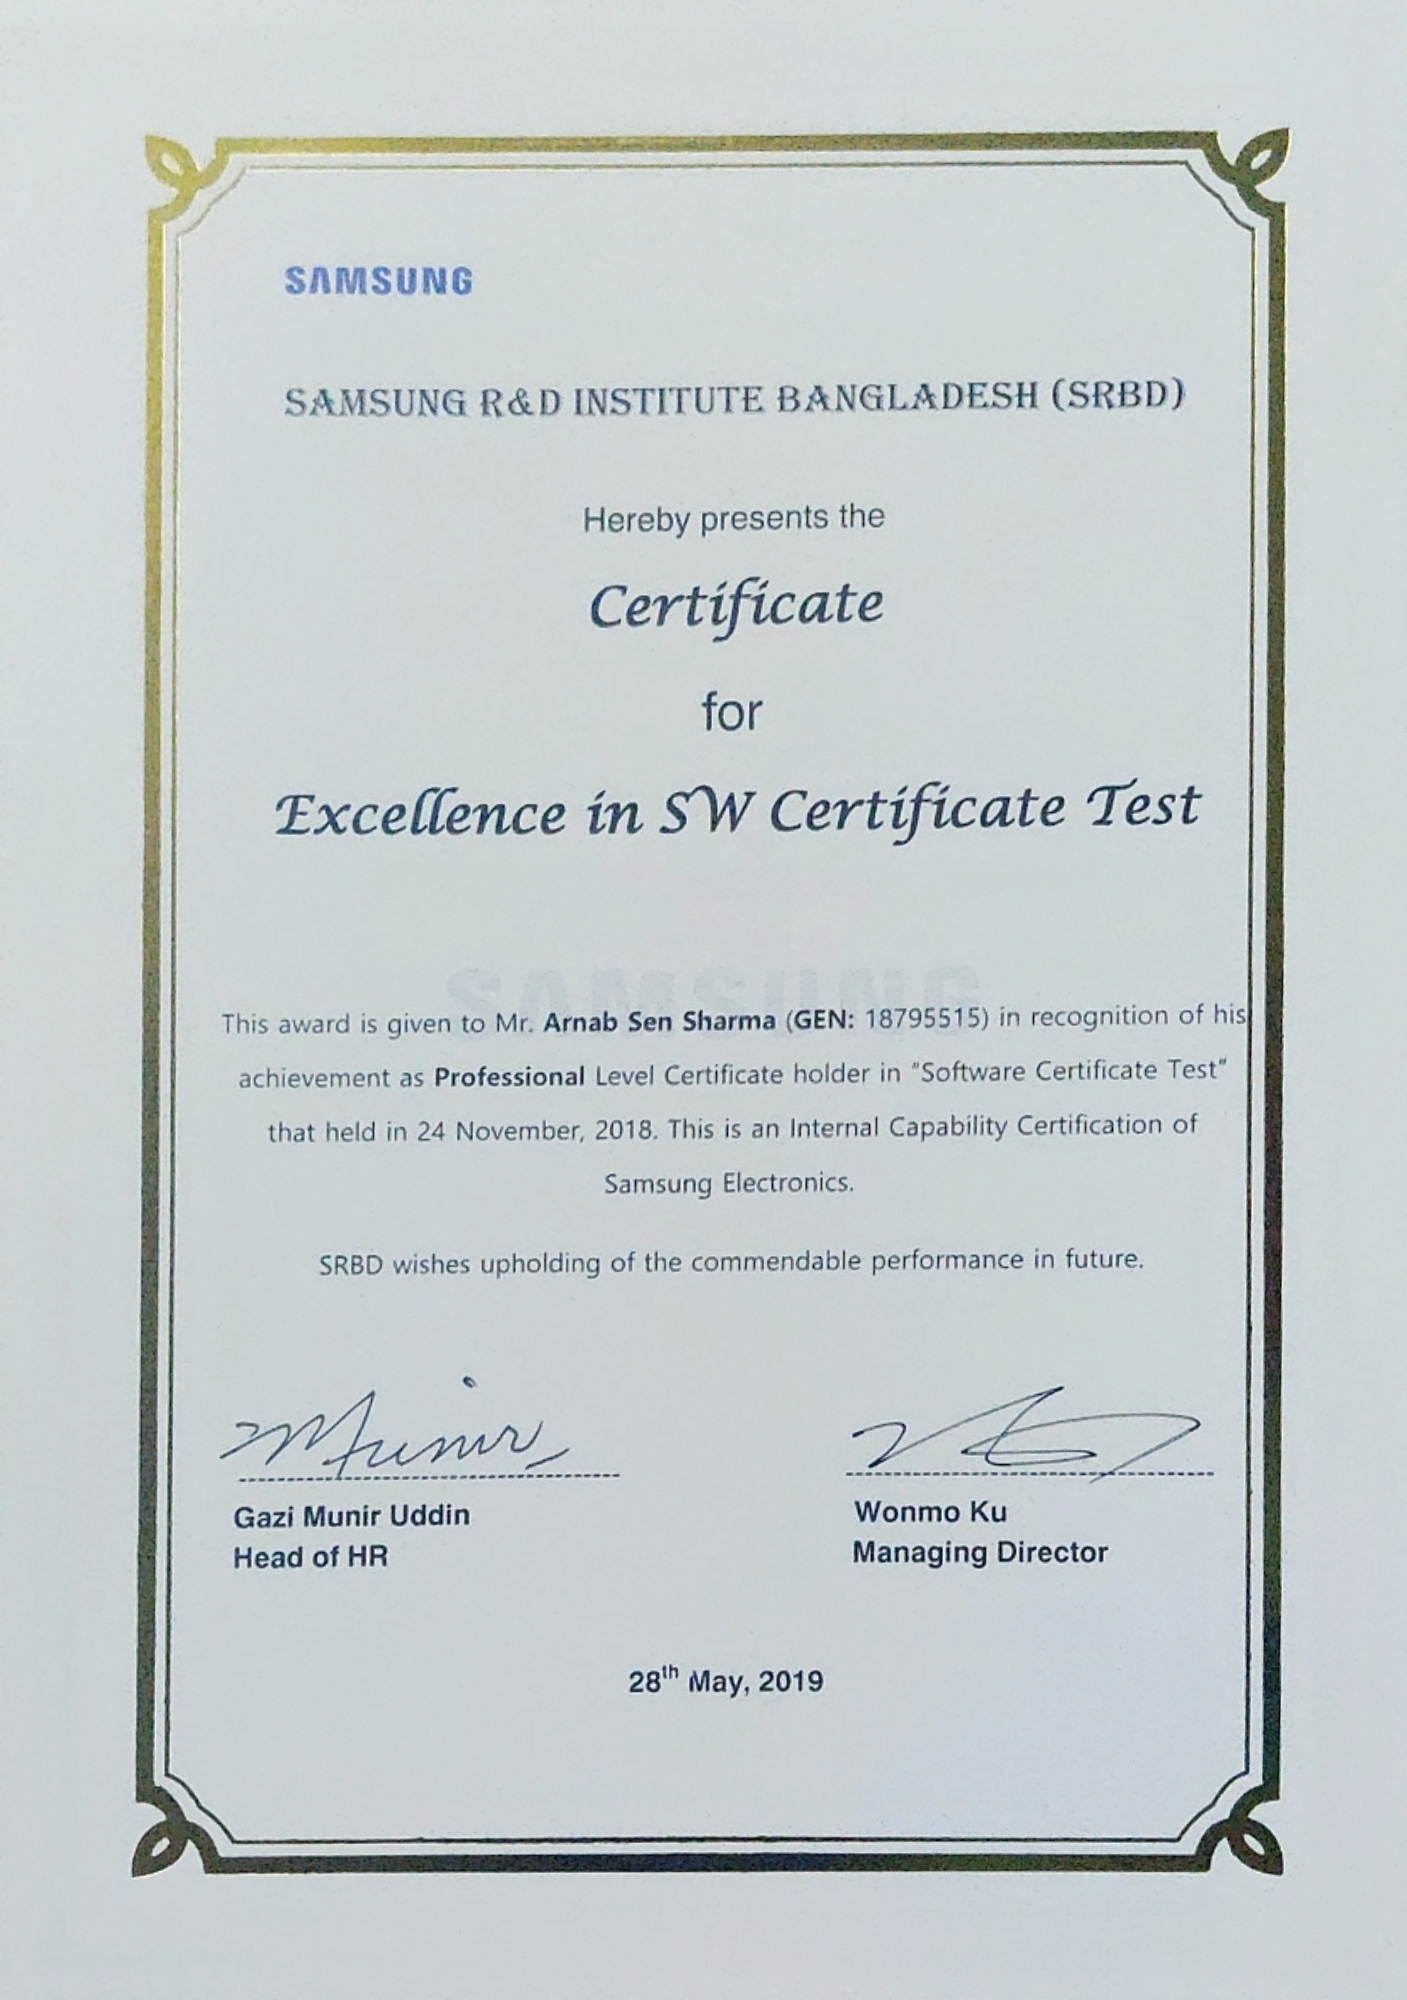 SAMSUNG
SAMSUNG R&D INSTITUTE BANGLADESH (SRBD)
Hereby presents the
Certificate
for
Excellence in SW Certificate Test
SAMSUNG
This award is given to Mr. Arnab Sen Sharma (GEN: 18795515) in recognition of his
achievement as Professional Level Certificate holder in "Software Certificate Test"
that held in 24 November, 2018. This is an Internal Capability Certification of
Samsung Electronics.
SRBD wishes upholding of the commendable performance in future.
Munir
Gazi Munir Uddin
Head of HR
Wonmo Ku
Managing Director
28th May, 2019